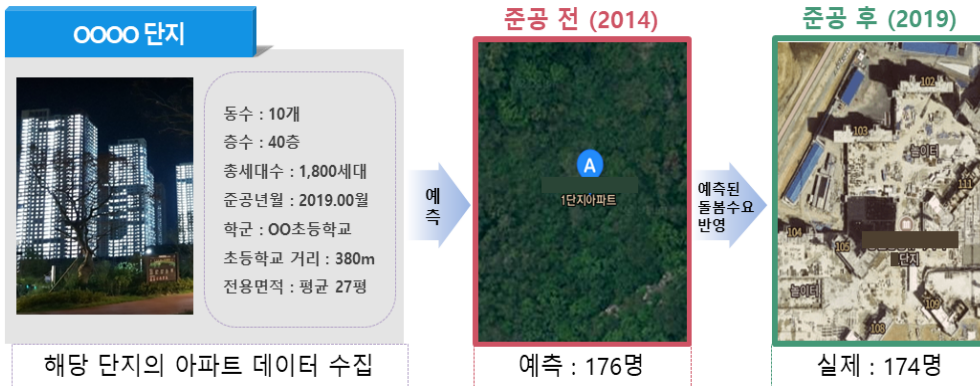 OOOO 단지
동수 : 10개
층수 : 40층
총세대수 : 1,800세대
준공년월 : 2019.00월
학군 : OO초등학교
초등학교 거리 : 380m
전용면적 : 평균 27평
해당 단지의 아파트 데이터 수집
예
측
준공 전 (2014)
A
1단지아파트
예측 : 176명
예측된
돌봄수요
반영
준공 후 (2019)
102
103
놀이터
111
104
105
단지
놀이터
109
108
실제 : 174명